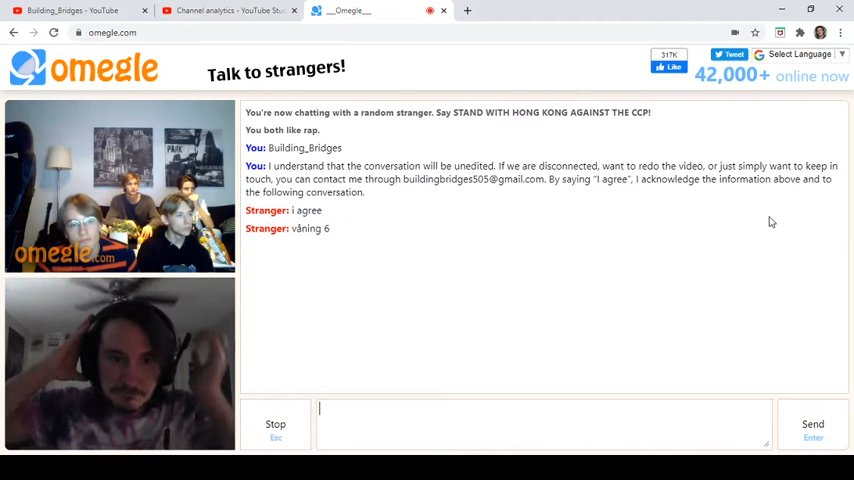 Building_Bridges - YouTube
Channel analytics - YouTube Stu
___Omegle___
omegle.com
omegle
Talk to strangers!
317K
Like
Tweet
G Select Language
42,000+ online now
You're now chatting with a random stranger. Say STAND WITH HONG KONG AGAINST THE CCP!
You both like rap.
You: Building_Bridges
You: I understand that the conversation will be unedited. If we are disconnected, want to redo the video, or just simply want to keep in
touch, you can contact me through buildingbridges505@gmail.com. By saying "I agree", I acknowledge the information above and to
the following conversation.
Stranger: i agree
Stranger: våning 6
PARK
omegle.com
Stop
Esc
Send
Enter